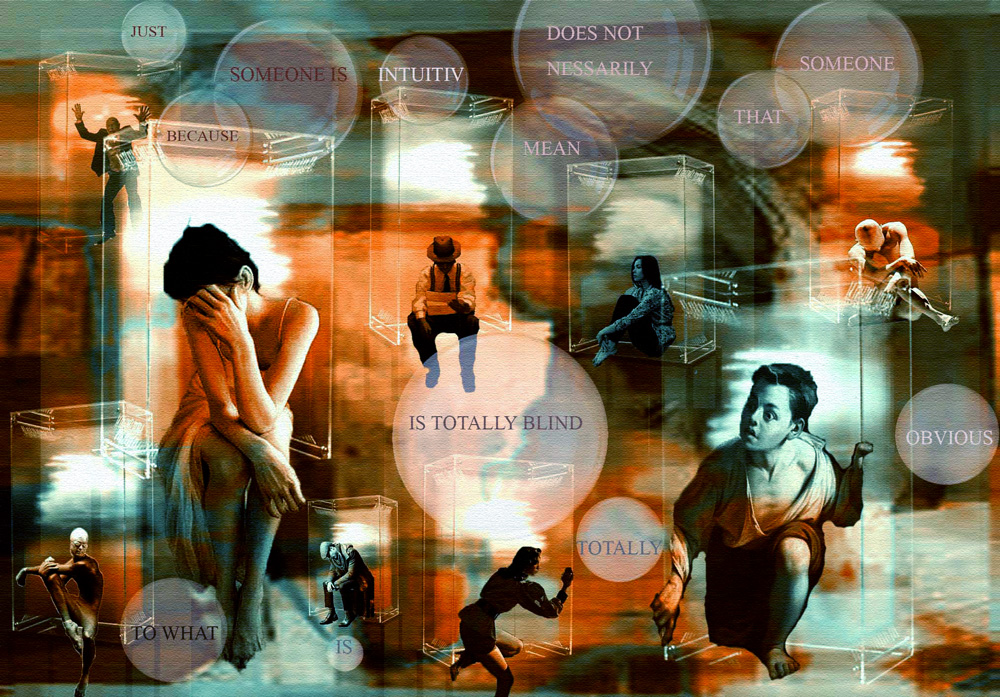 JUST
BECAUSE
SOMEONE IS
INTUITIV
DOES NOT
NESSARILY
MEAN
THAT
SOMEONE
IS TOTALLY BLIND
TO WHAT
IS
TOTALLY
OBVIOUS